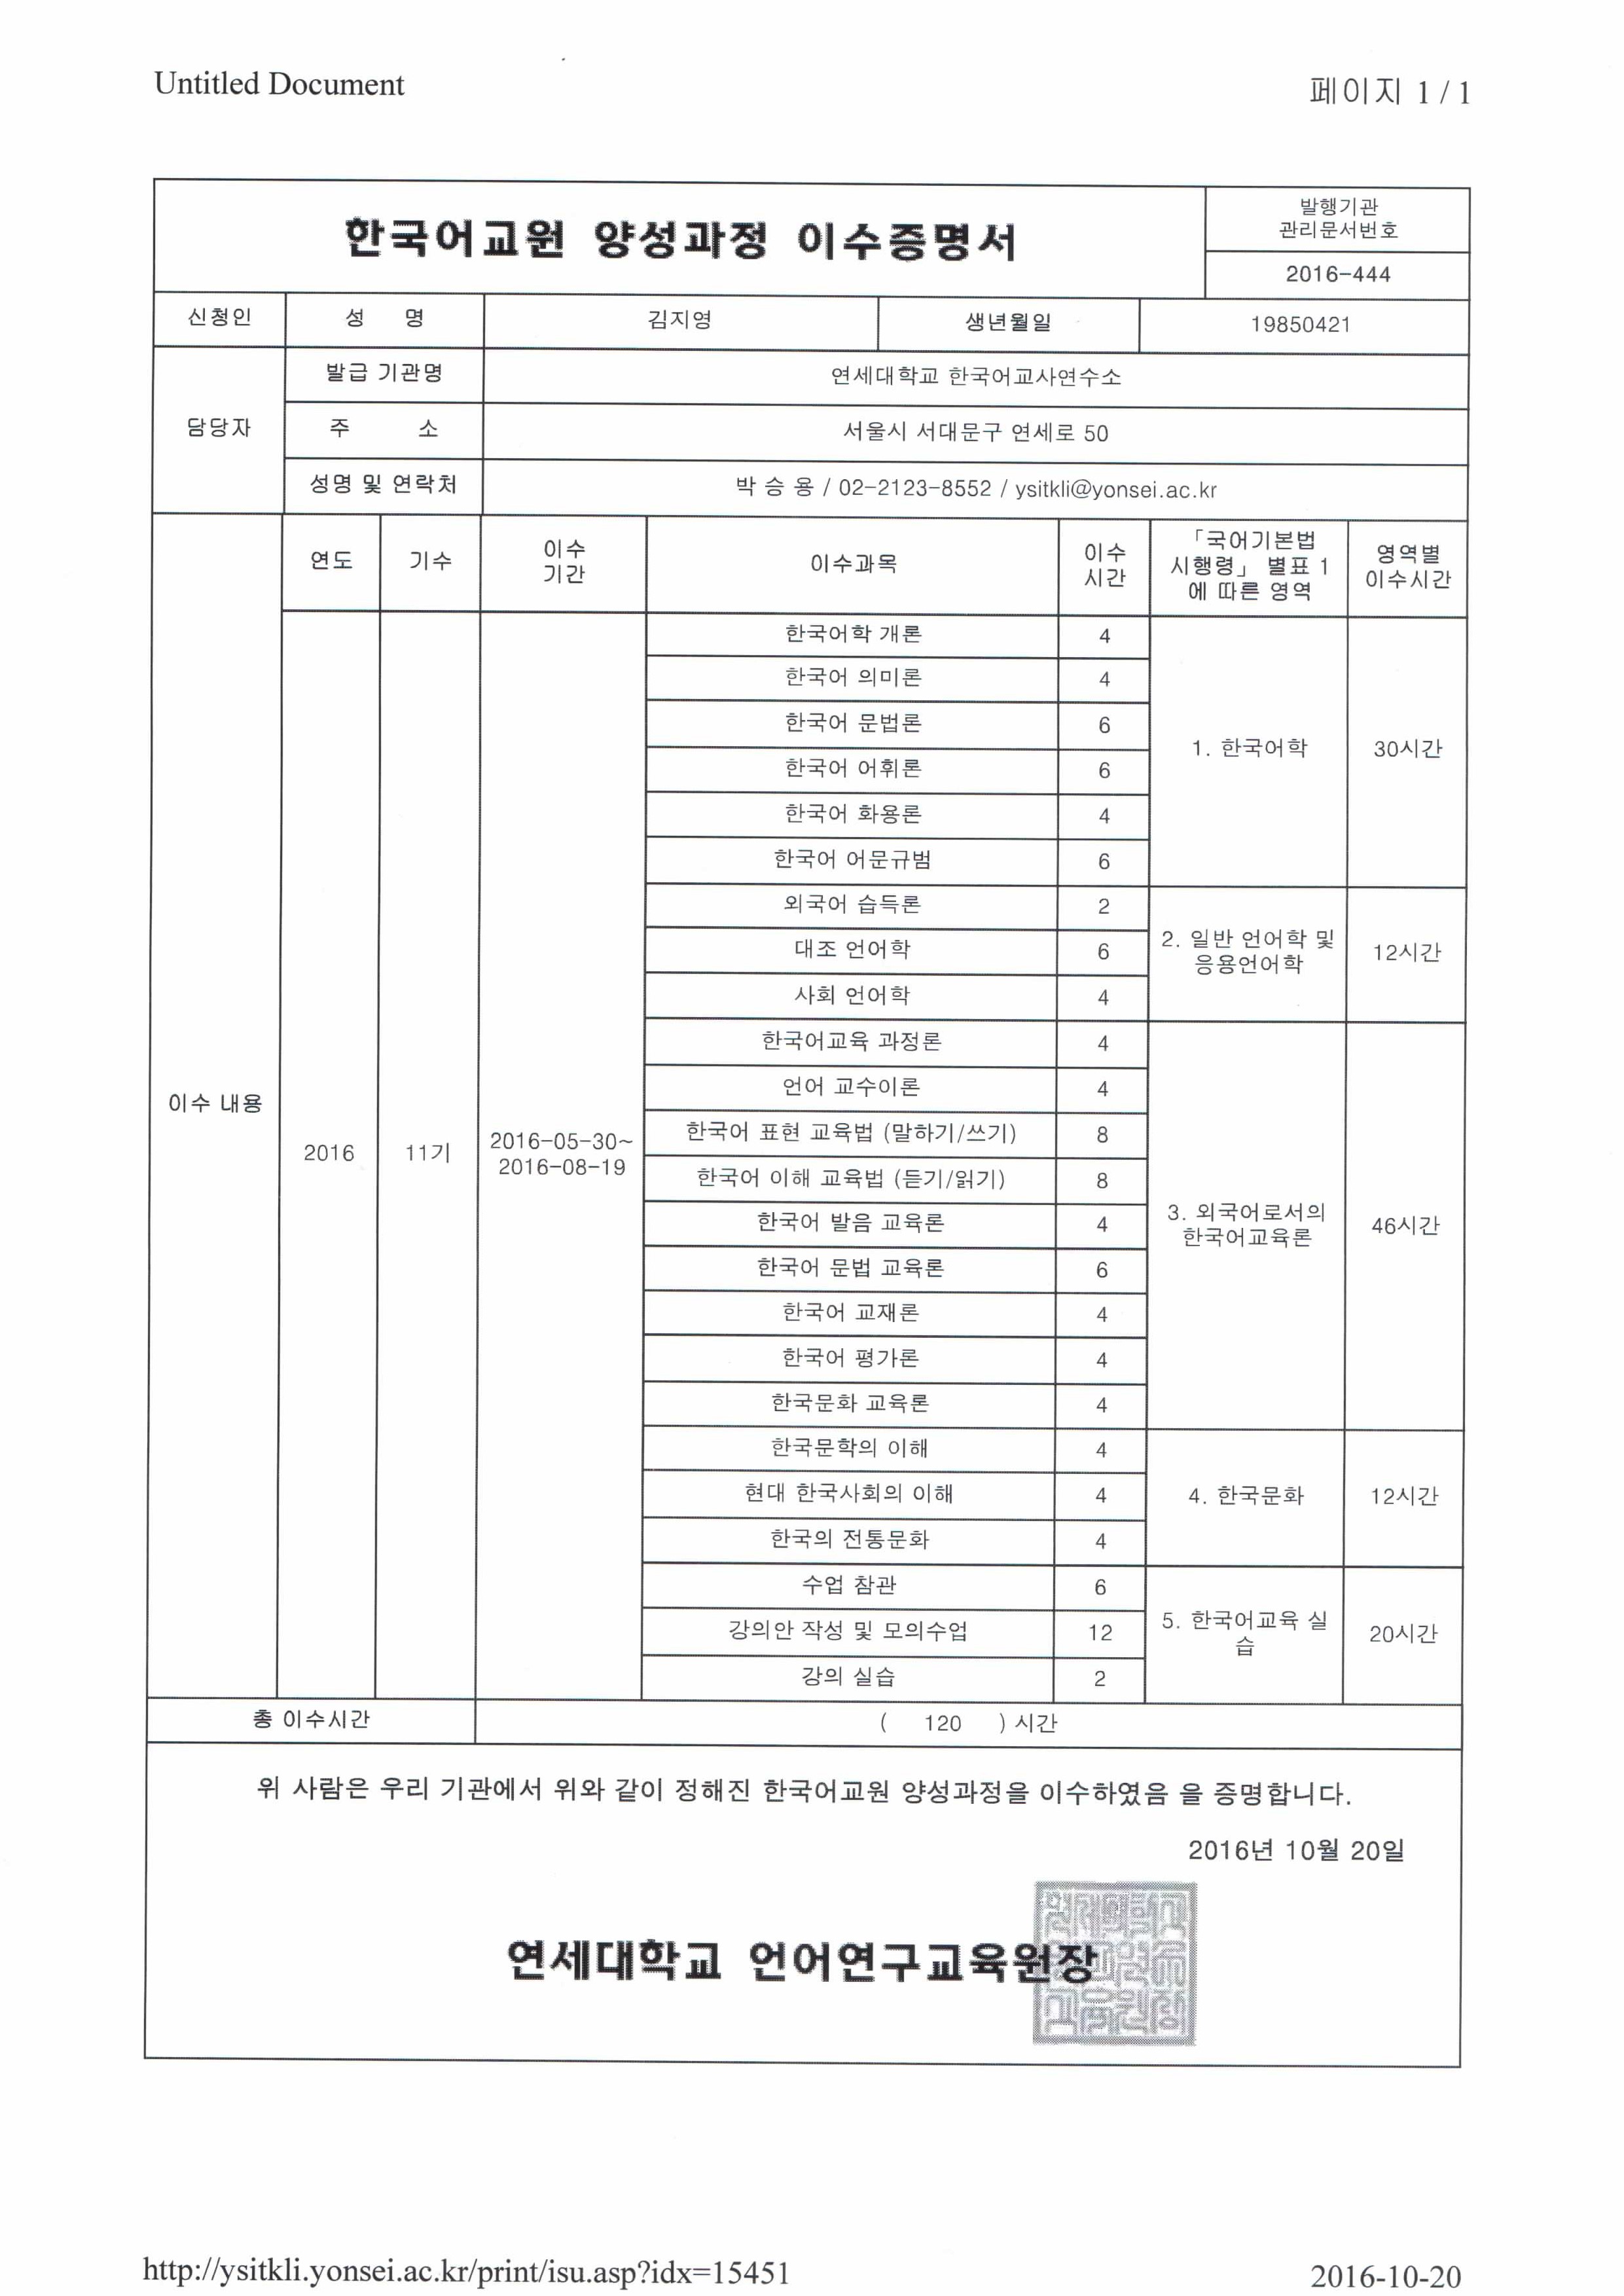 Untitled Document
페이지 1 / 1
한국어교원 양성과정 이수증명서
발행기관
관리문서번호
2016-444
신청인 성 명 김지영 생년월일 19850421
담당자
발급 기관명 연세대학교 한국어교사연수소
주 소 서울시 서대문구 연세로 50
성명 및 연락처 박 승 용 / 02-2123-8552 / ysitkli@yonsei.ac.kr
이수 내용
연도
기수
이수
기간
이수과목
이수
시간
「국어기본법
시행령」 별표 1
에 따른 영역
영역별
이수시간
2016
11기
2016-05-30~
2016-08-19
한국어학 개론 4
한국어 의미론 4
한국어 문법론 6
한국어 어휘론 6
한국어 화용론 4
한국어 어문규범 6
1. 한국어학 30시간
외국어 습득론 2
대조 언어학 6
사회 언어학 4
2. 일반 언어학 및
응용언어학
12시간
한국어교육 과정론 4
언어 교수이론 4
한국어 표현 교육법 (말하기/쓰기) 8
한국어 이해 교육법 (듣기/읽기) 8
한국어 발음 교육론 4
한국어 문법 교육론 6
한국어 교재론 4
한국어 평가론 4
한국문화 교육론 4
3. 외국어로서의
한국어교육론
46시간
한국문학의 이해 4
현대 한국사회의 이해 4
한국의 전통문화 4
4. 한국문화 12시간
수업 참관 6
강의안 작성 및 모의수업 12
강의 실습 2
5. 한국어교육 실
습
20시간
총 이수시간 ( 120 ) 시간
위 사람은 우리 기관에서 위와 같이 정해진 한국어교원 양성과정을 이수하였음 을 증명합니다.
2016년 10월 20일
연세대학교 언어연구교육원장
http://ysitkli.yonsei.ac.kr/print/isu.asp?idx=15451
2016-10-20